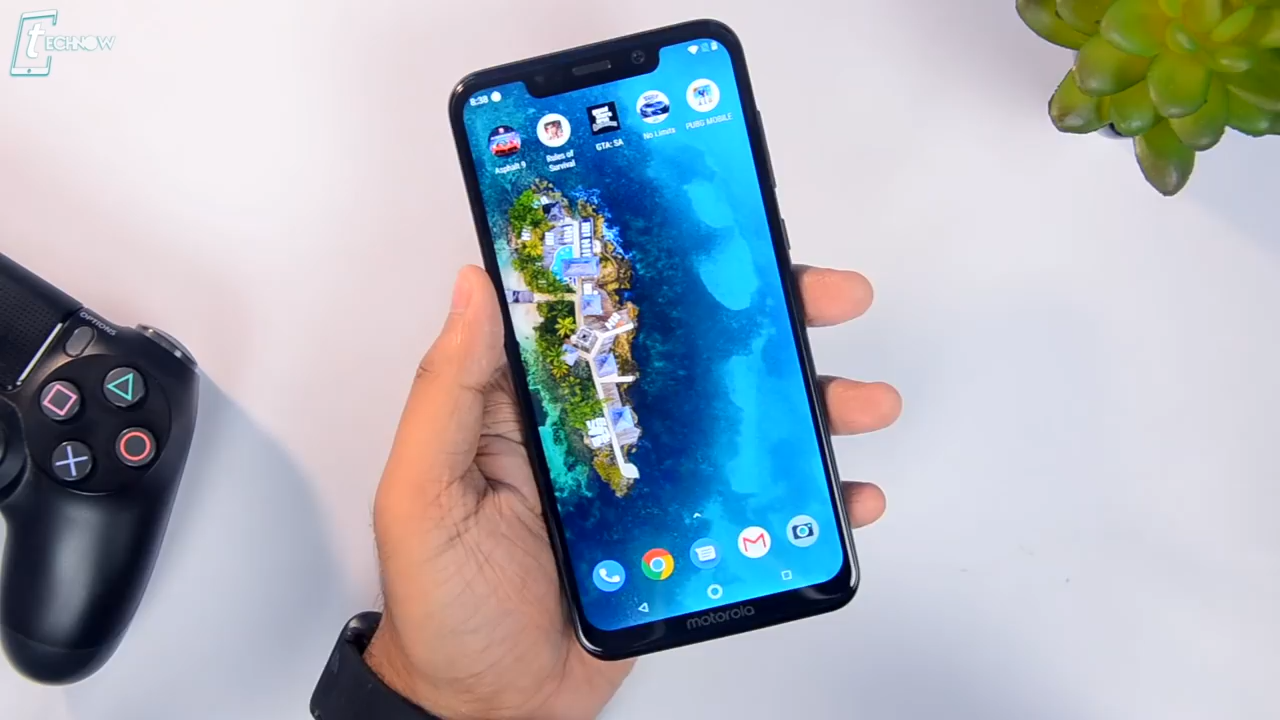 tECHNOW
8:38
Asphalt 9
Rules of
Survival
GTA: SA
No Limits
PUBG MOBILE
OPTIONS
motorola